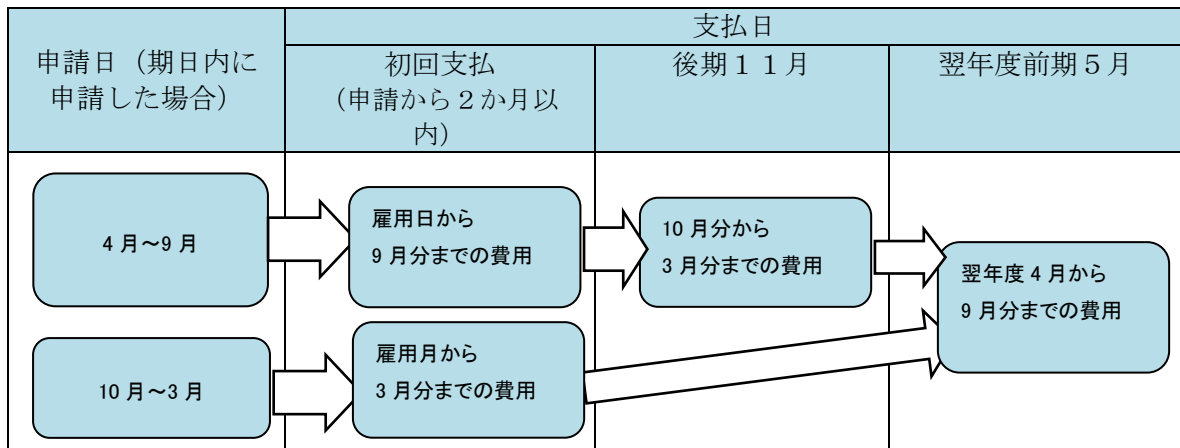 申請日(期日内に
申請した場合)
支払日
初回支払
(申請から2か月以
内)
後期11月
翌年度前期5月
4月~9月
雇用日から
9月分までの費用
10月分から
3月分までの費用
翌年度4月から
9月分までの費用
10月~3月
雇用月から
3月分までの費用